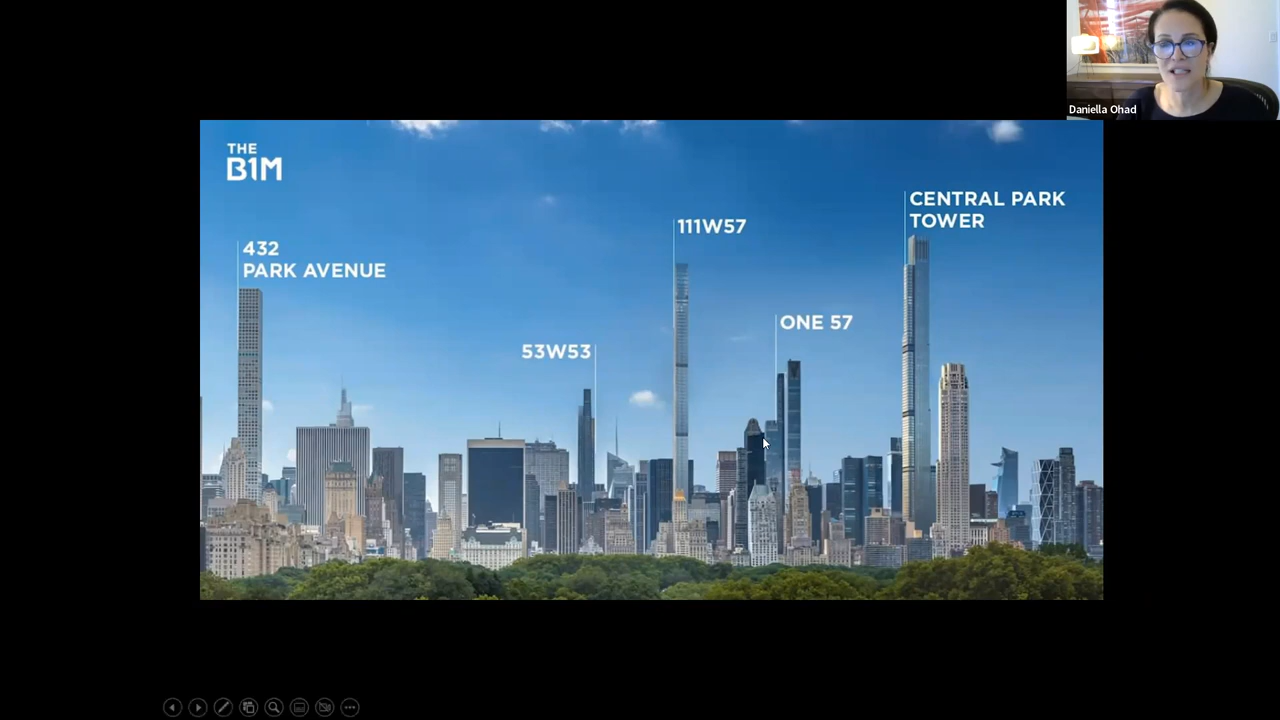 Daniella Ohad
THE
B1M
CENTRAL PARK
TOWER
111W57
432
PARK AVENUE
ONE 57
53W53